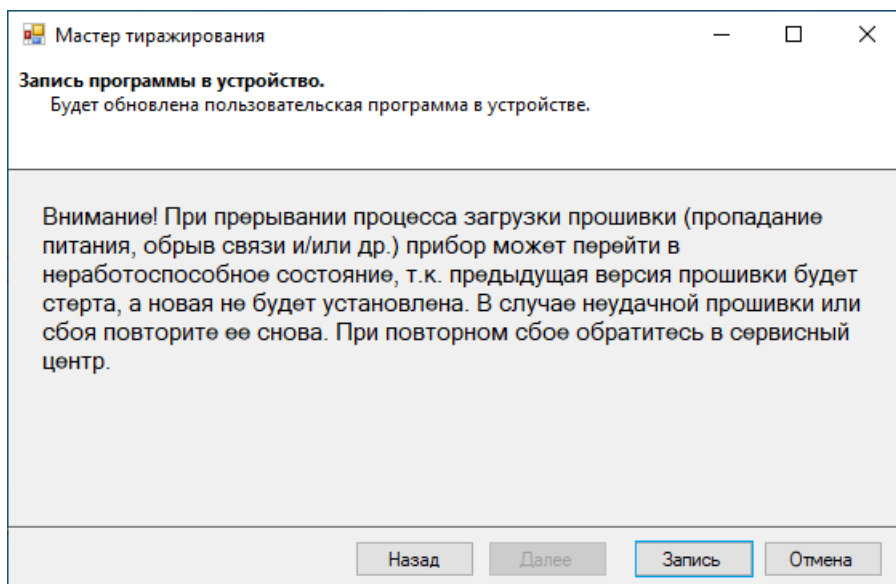 Мастер тиражирования
Запись программы в устройство.
Будет обновлена пользовательская программа в устройстве.
Внимание! При прерывании процесса загрузки прошивки (пропадание
питания, обрыв связи и/или др.) прибор может перейти в
неработоспособное состояние, т.к. предыдущая версия прошивки будет
стерта, а новая не будет установлена. В случае неудачной прошивки или
сбоя повторите ее снова. При повторном сбое обратитесь в сервисный
центр.
Назад
Далее
Запись
Отмена